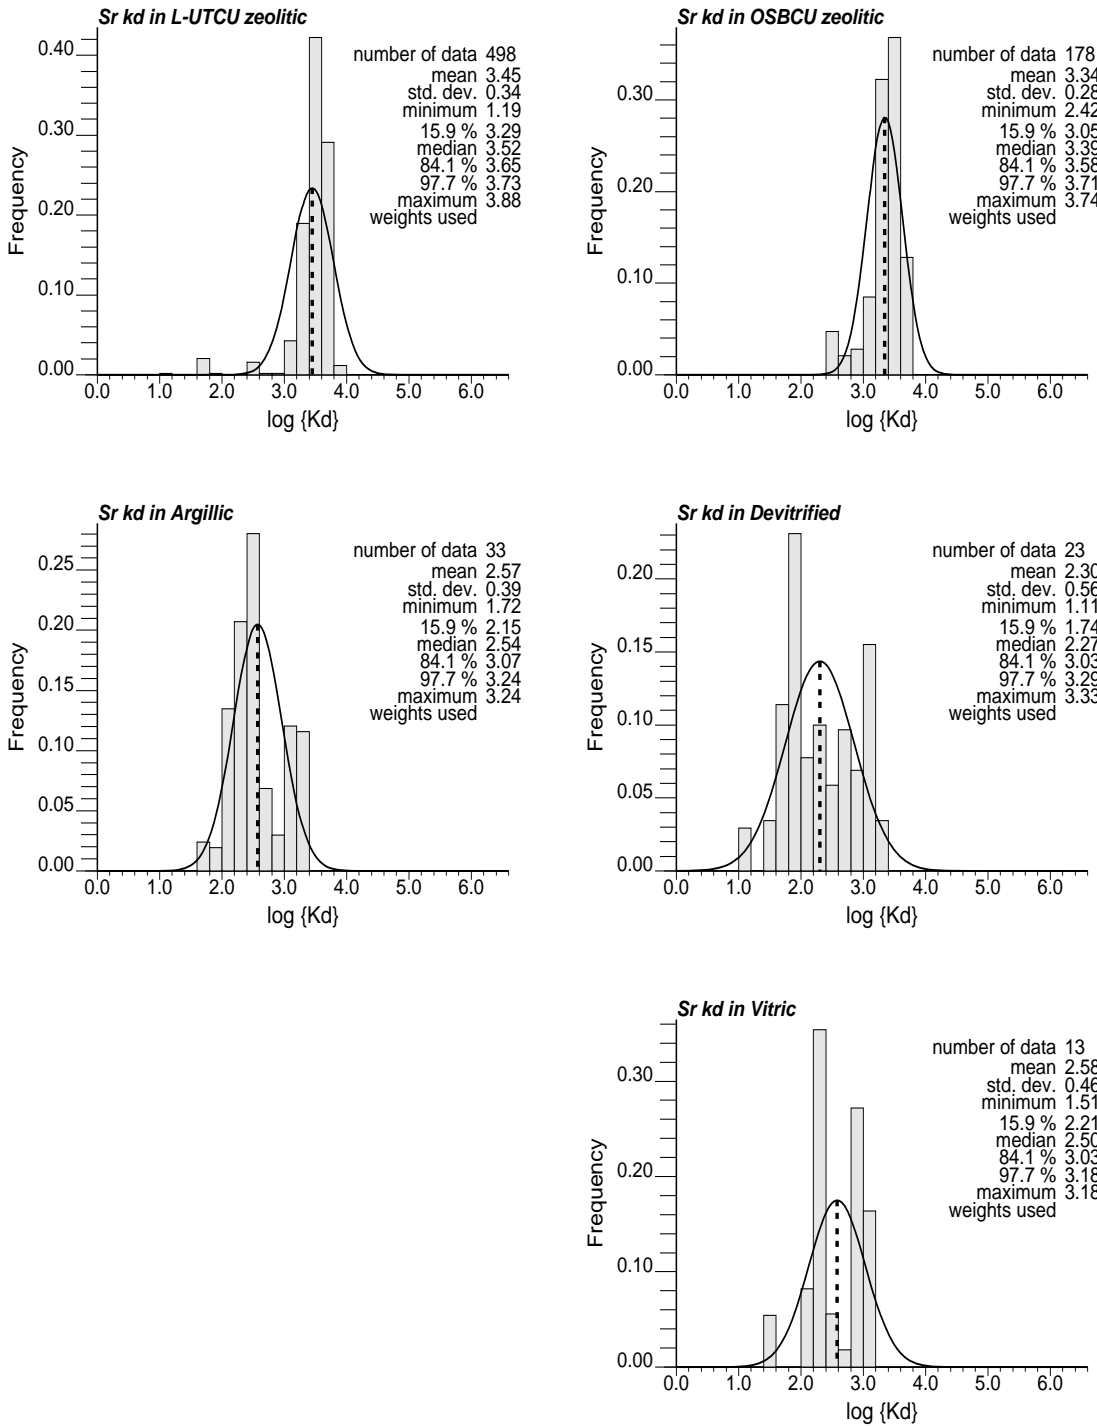 Sr kd in L-UTCU zeolitic
number of data 498
mean 3.45
std. dev. 0.34
minimum 1.19
15.9 % 3.29
median 3.52
84.1 % 3.65
97.7 % 3.73
maximum 3.88
weights used
Frequency
0.40
0.30
0.20
0.10
0.00
0.0 1.0 2.0 3.0 4.0 5.0 6.0
log {Kd}
Sr kd in OSBCU zeolitic
number of data 178
mean 3.34
std. dev. 0.28
minimum 2.42
15.9 % 3.05
median 3.39
84.1 % 3.58
97.7 % 3.71
maximum 3.74
weights used
Frequency
0.30
0.20
0.10
0.00
0.0 1.0 2.0 3.0 4.0 5.0 6.0
log {Kd}
Sr kd in Argillic
number of data 33
mean 2.57
std. dev. 0.39
minimum 1.72
15.9 % 2.15
median 2.54
84.1 % 3.07
97.7 % 3.24
maximum 3.24
weights used
Frequency
0.25
0.20
0.15
0.10
0.05
0.00
0.0 1.0 2.0 3.0 4.0 5.0 6.0
log {Kd}
Sr kd in Devitrified
number of data 23
mean 2.30
std. dev. 0.56
minimum 1.11
15.9 % 1.74
median 2.27
84.1 % 3.03
97.7 % 3.29
maximum 3.33
weights used
Frequency
0.20
0.15
0.10
0.05
0.00
0.0 1.0 2.0 3.0 4.0 5.0 6.0
log {Kd}
Sr kd in Vitric
number of data 13
mean 2.58
std. dev. 0.46
minimum 1.51
15.9 % 2.21
median 2.50
84.1 % 3.03
97.7 % 3.18
maximum 3.18
weights used
Frequency
0.30
0.20
0.10
0.00
0.0 1.0 2.0 3.0 4.0 5.0 6.0
log {Kd}